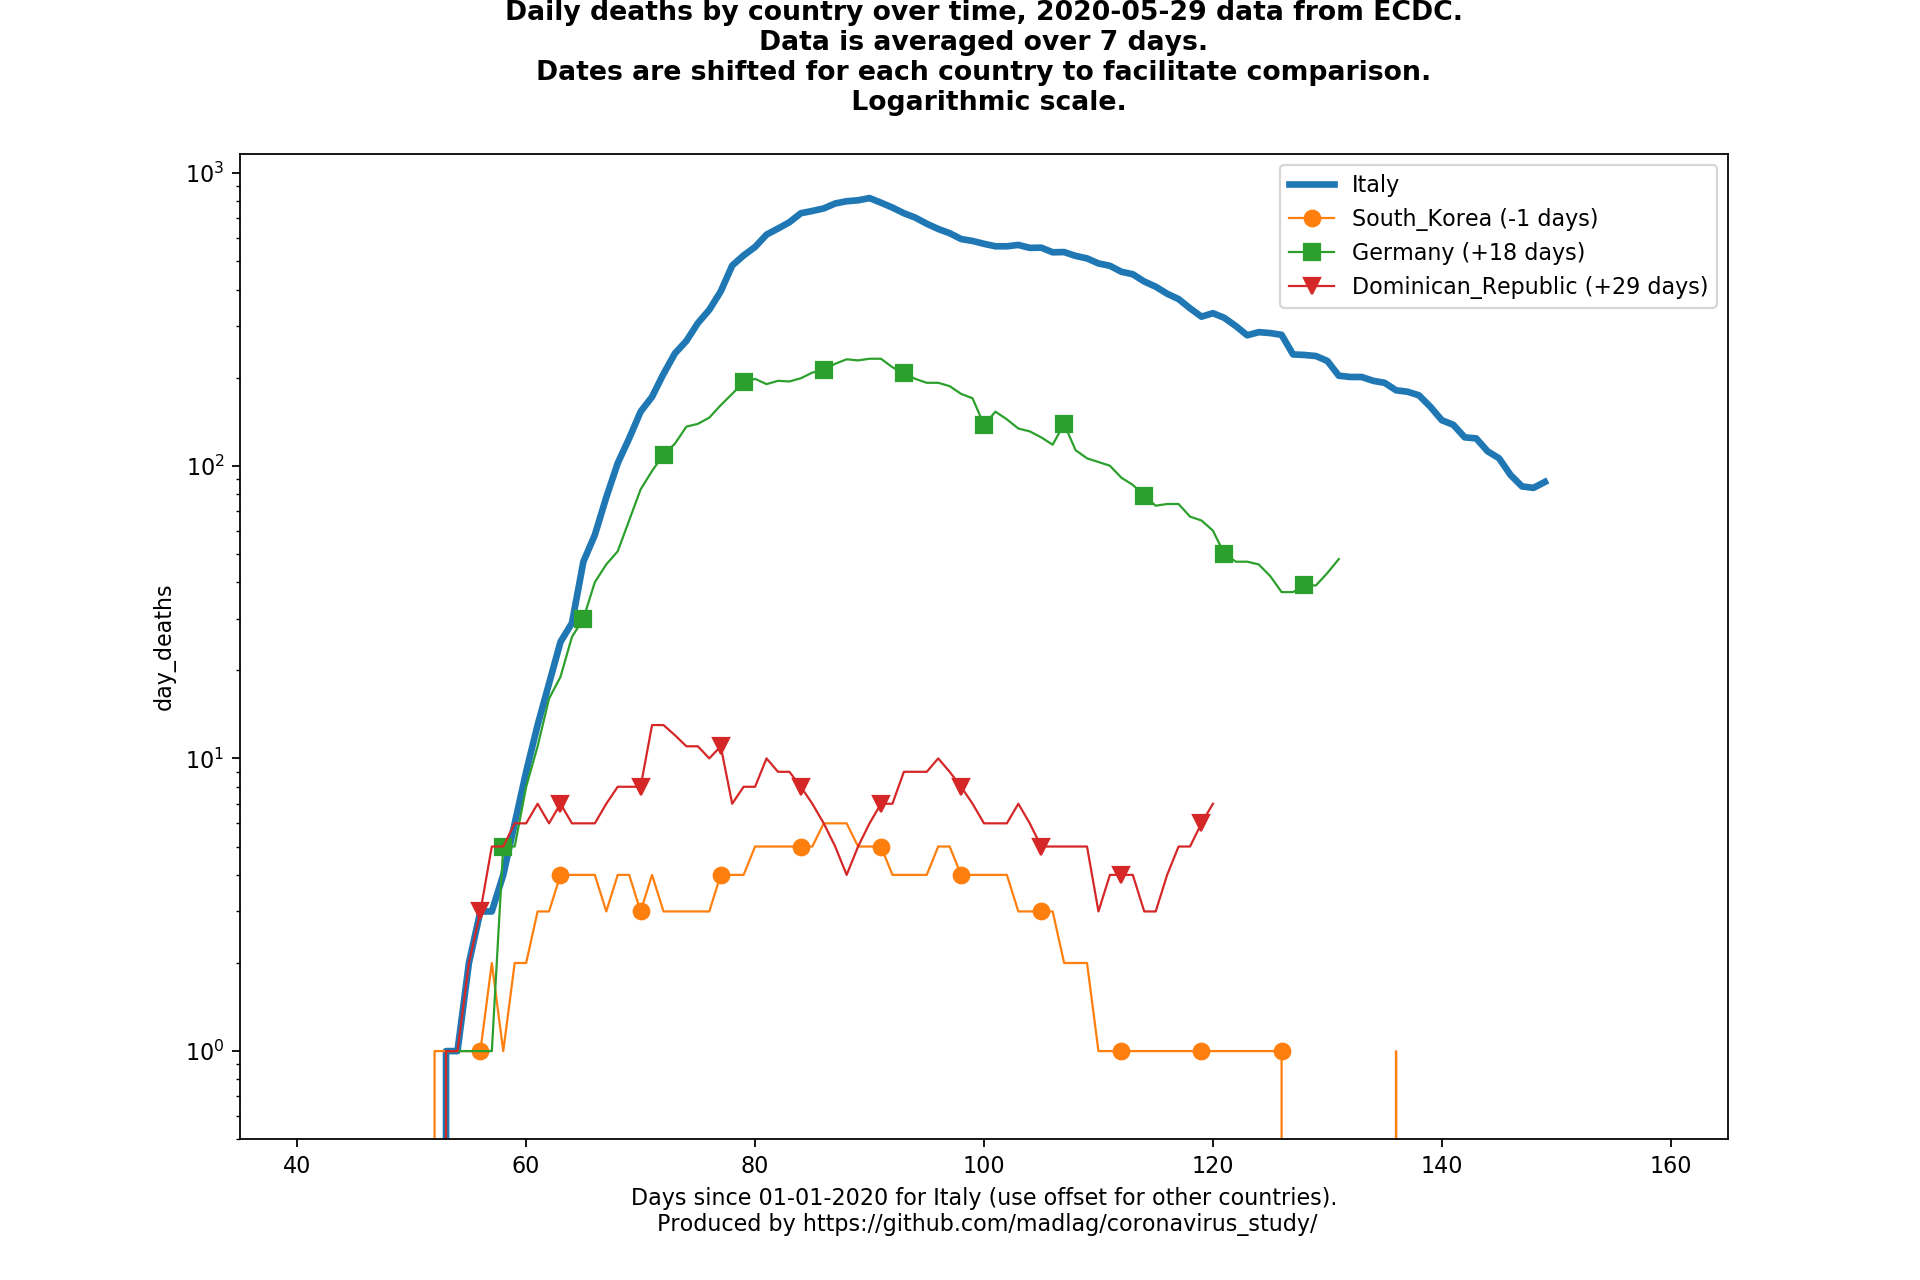 Daily deaths by country over time, 2020-05-29 data from ECDC.
Data is averaged over 7 days.
Dates are shifted for each country to facilitate comparison.
Logarithmic scale.
10³
10²
10¹
10⁰
day_deaths
Italy
South_Korea (-1 days)
Germany (+18 days)
Dominican_Republic (+29 days)
40 60 80 100 120 140 160
Days since 01-01-2020 for Italy (use offset for other countries).
Produced by https://github.com/madlag/coronavirus_study/